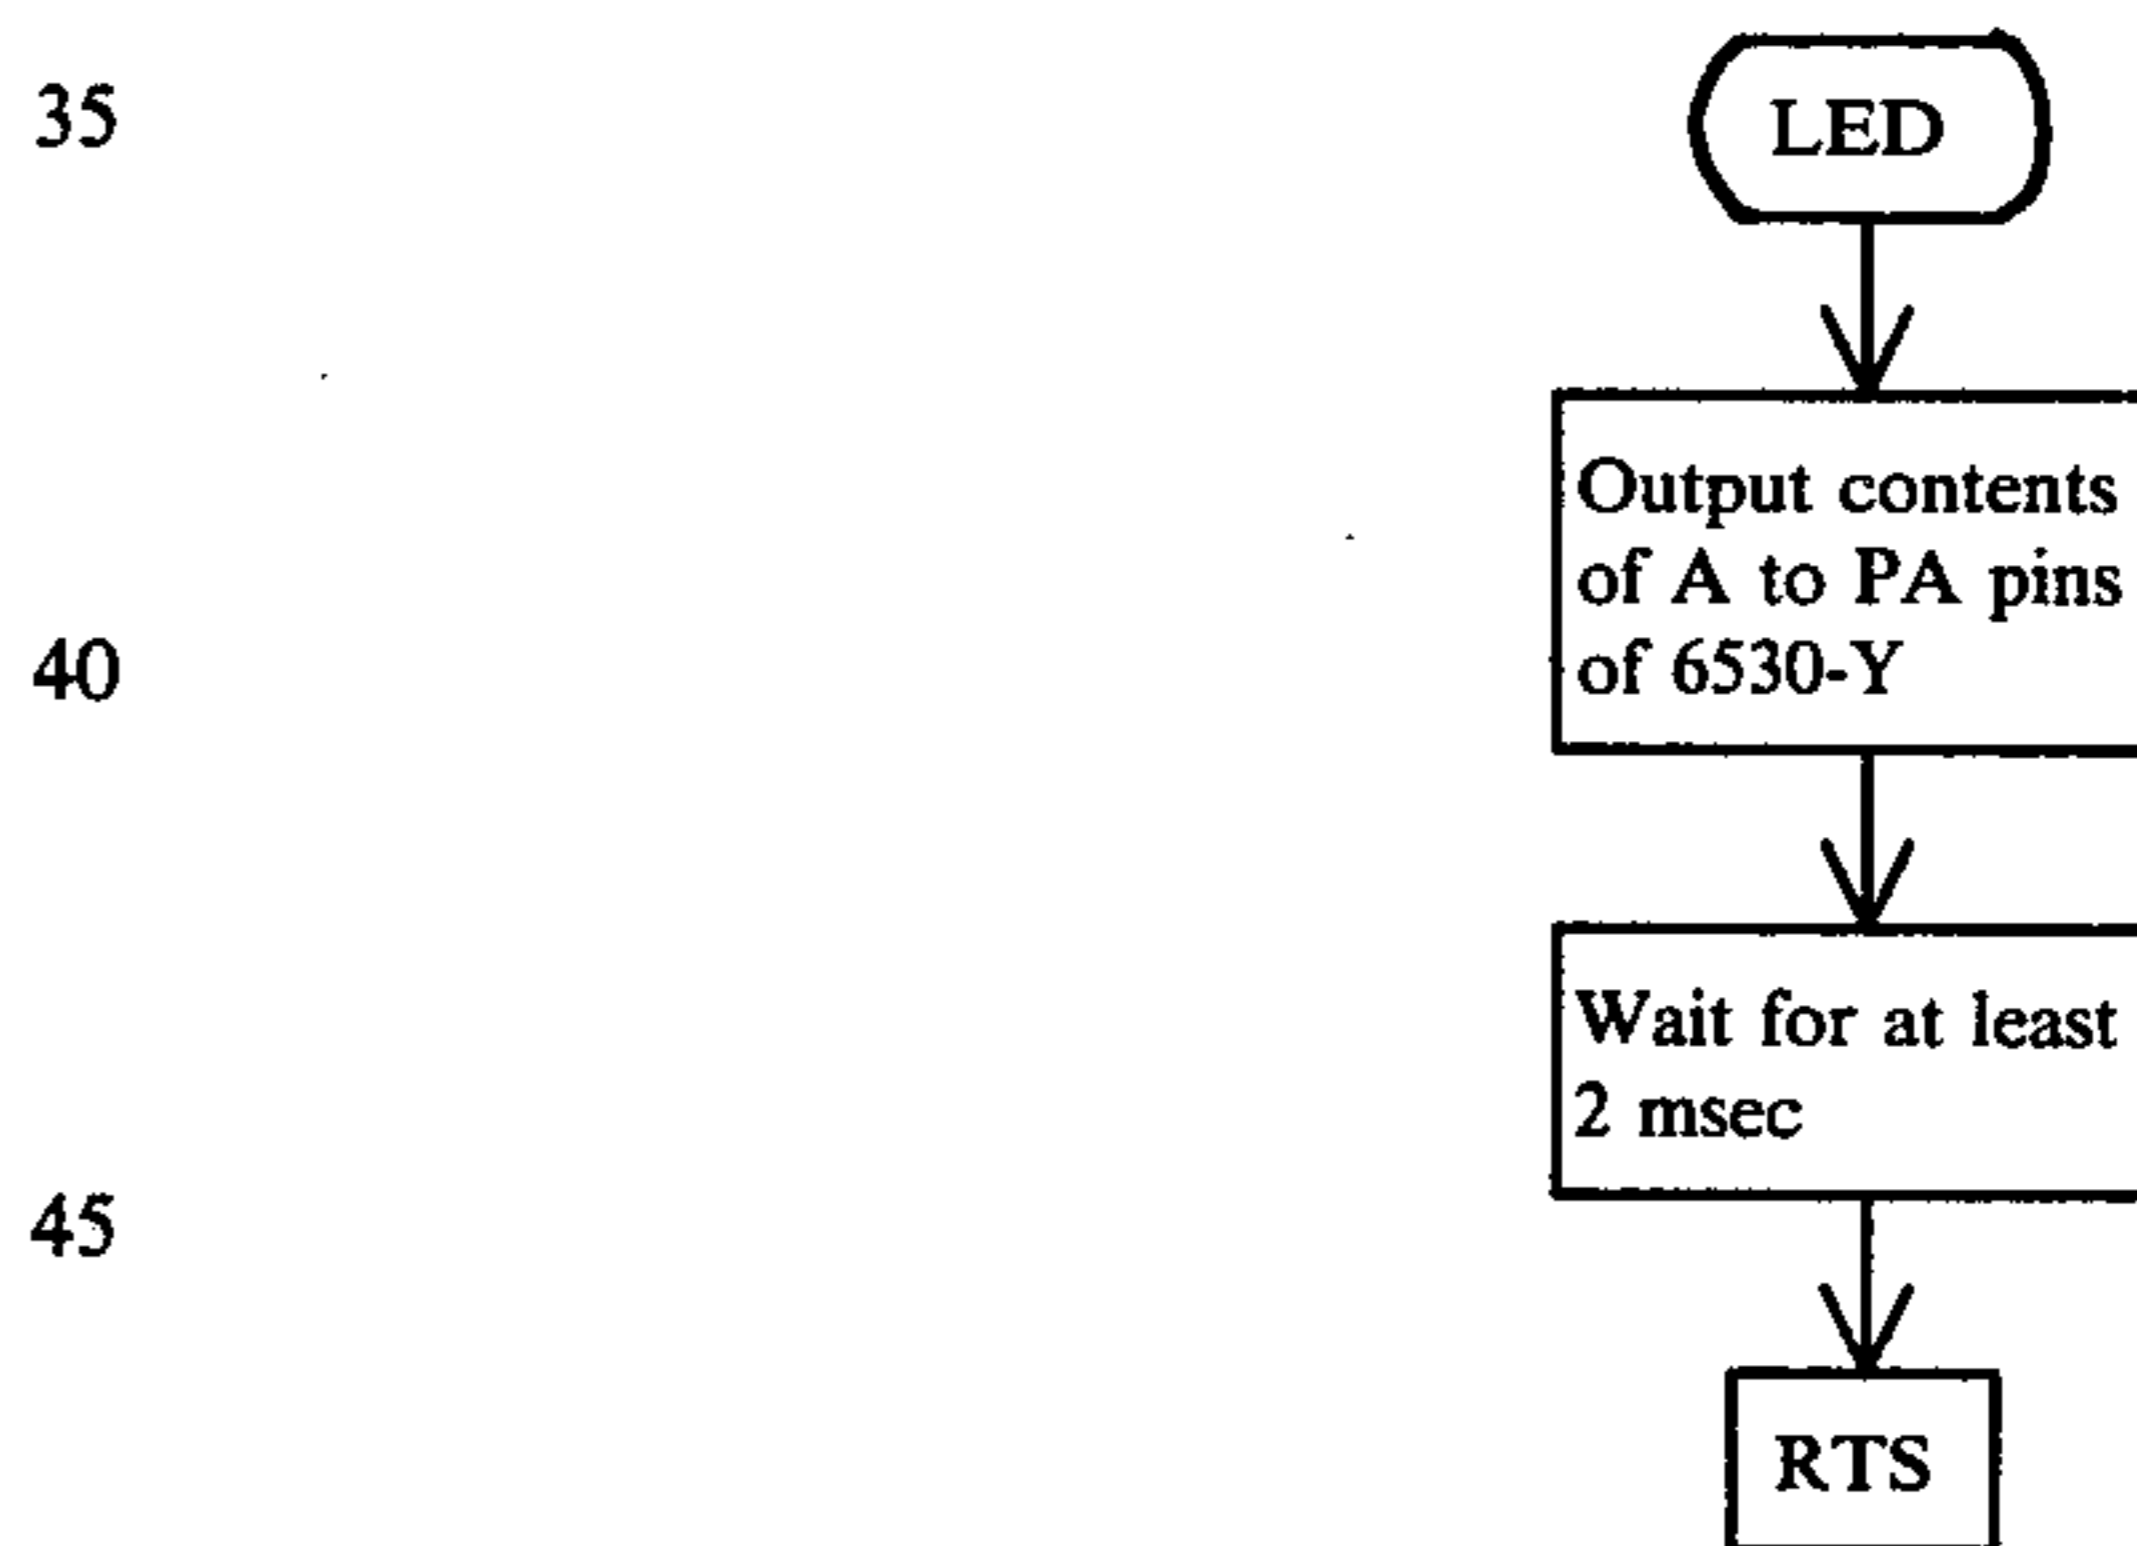 35
LED
Output contents
of A to PA pins
40
of 6530-Y
Wait for at least
2 msec
45
RTS